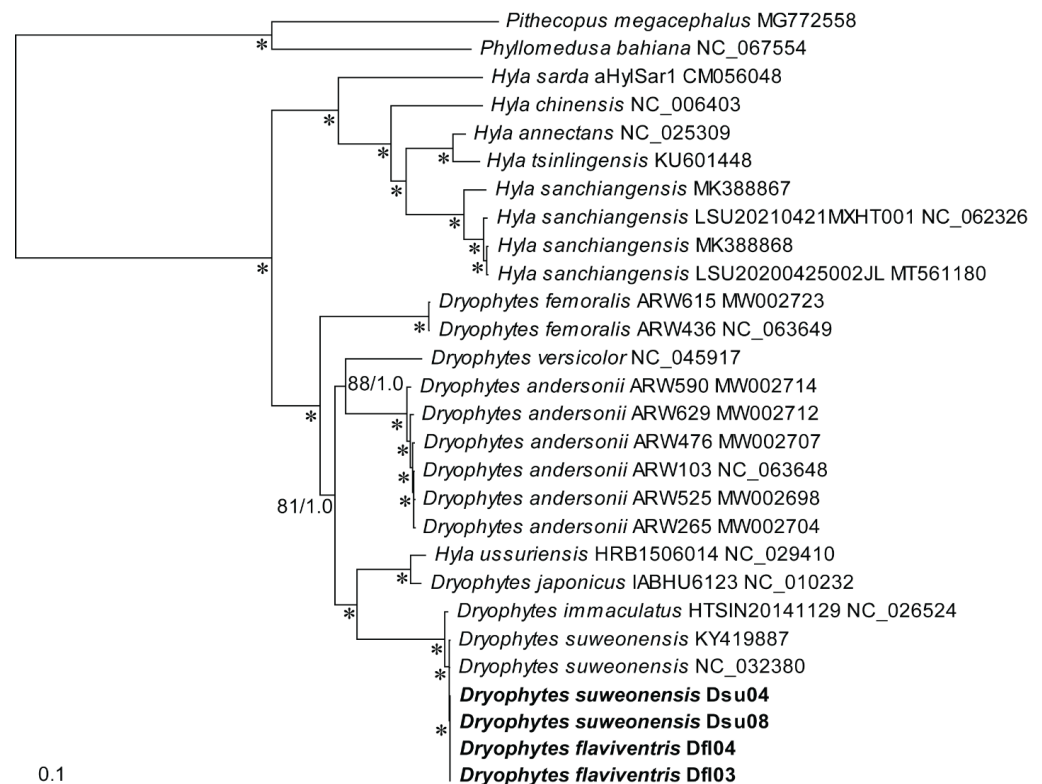 Pithecopus megacephalus MG772558
* Phyllomedusa bahiana NC_067554
Hyla sarda aHylSar1 CM056048
Hyla chinensis NC_006403
*
Hyla annectans NC_025309
*
* Hyla tsinlingensis KU601448
Hyla sanchiangensis MK388867
*
Hyla sanchiangensis LSU20210421MXHT001 NC_062326
*
Hyla sanchiangensis MK388868
*
* * Hyla sanchiangensis LSU20200425002JL MT561180
Dryophytes femoralis ARW615 MW002723
* Dryophytes femoralis ARW436 NC_063649
Dryophytes versicolor NC_045917
88/1.0 Dryophytes andersonii ARW590 MW002714
* Dryophytes andersonii ARW629 MW002712
*
Dryophytes andersonii ARW476 MW002707
*
Dryophytes andersonii ARW103 NC_063648
*
Dryophytes andersonii ARW525 MW002698
*
81/1.0
Dryophytes andersonii ARW265 MW002704
Hyla ussuriensis HRB1506014 NC_029410
* Dryophytes japonicus IABHU6123 NC_010232
* Dryophytes immaculatus HTSIN20141129 NC_026524
Dryophytes suweonensis KY419887
*
Dryophytes suweonensis NC_032380
*
Dryophytes suweonensis Dsu04
Dryophytes suweonensis Dsu08
*
Dryophytes flaviventris Dfl04
0.1 Dryophytes flaviventris Dfl03